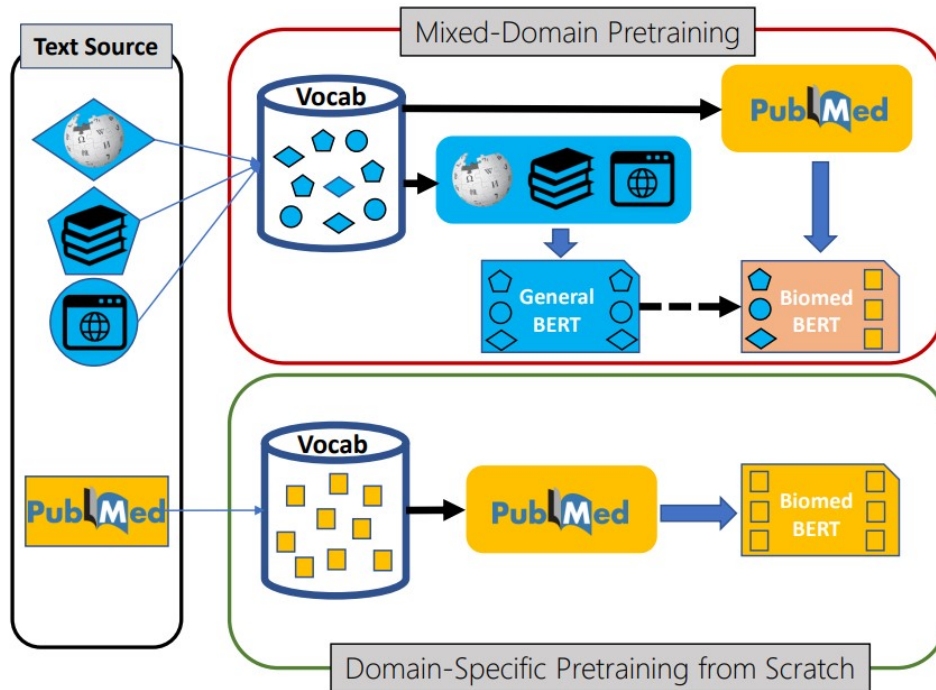 Text Source
PubMed
Mixed-Domain Pretraining
Vocab
PubMed
General
BERT
Biomed
BERT
Vocab
PubMed
Biomed
BERT
Domain-Specific Pretraining from Scratch